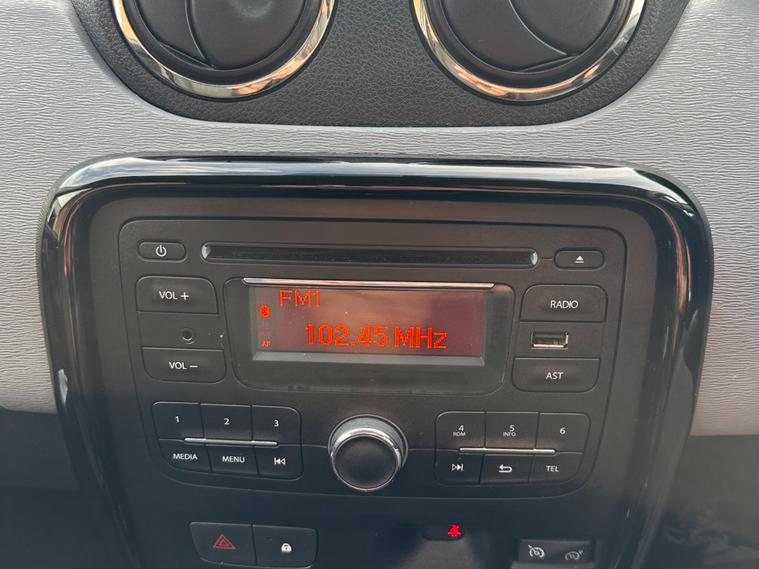 VOL +
FM1
RADIO
102.45 MHz
AF
VOL −
AST
1
2
3
4
RDM
5
INFO
6
MEDIA
MENU
TEL